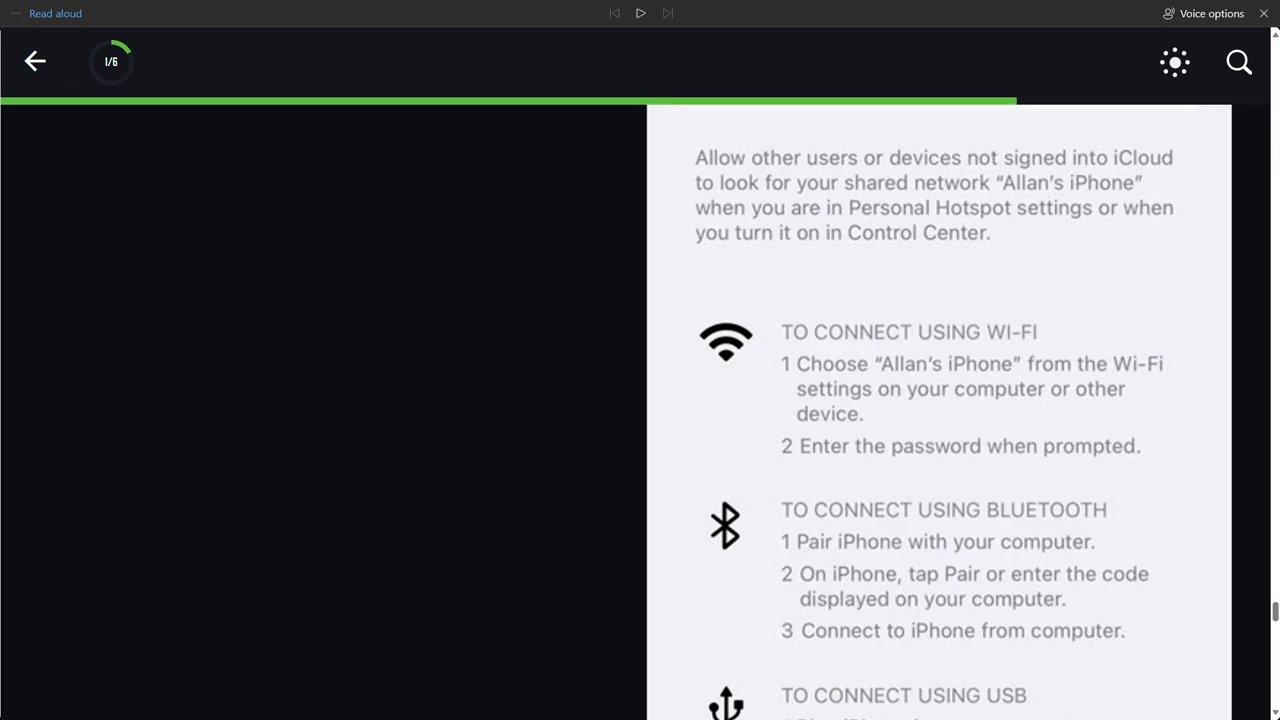 Read aloud
Voice options
1/6
Allow other users or devices not signed into iCloud
to look for your shared network “Allan’s iPhone”
when you are in Personal Hotspot settings or when
you turn it on in Control Center.
TO CONNECT USING WI-FI
1 Choose “Allan’s iPhone” from the Wi-Fi
settings on your computer or other
device.
2 Enter the password when prompted.
TO CONNECT USING BLUETOOTH
1 Pair iPhone with your computer.
2 On iPhone, tap Pair or enter the code
displayed on your computer.
3 Connect to iPhone from computer.
TO CONNECT USING USB